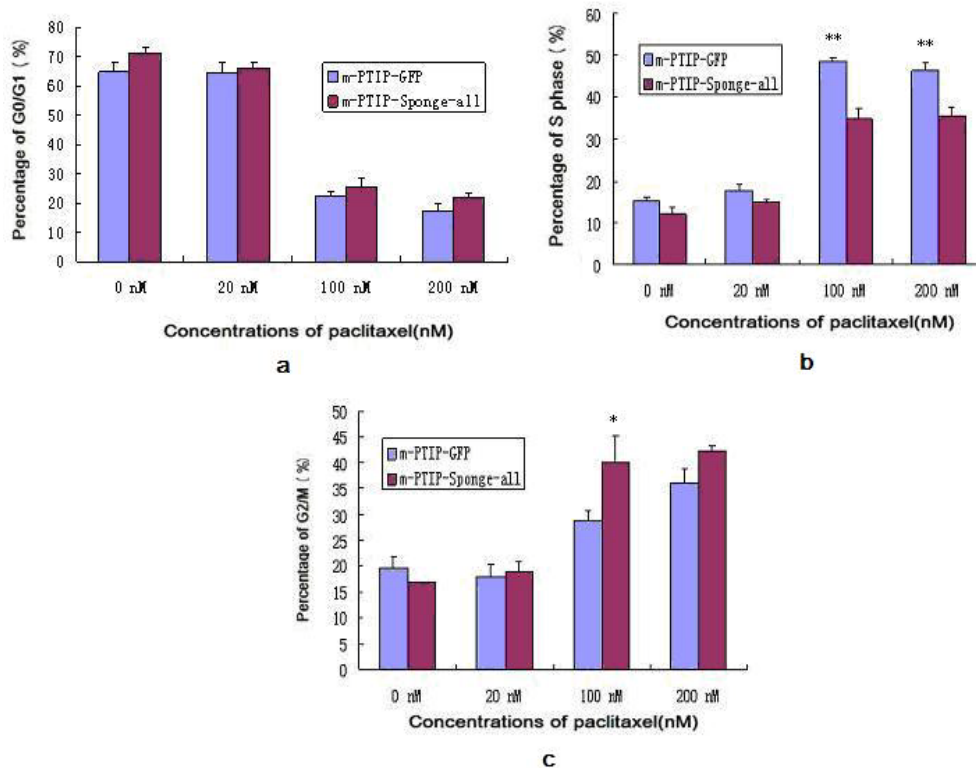 Percentage of G0/G1 (%)
80
70
60
50
40
30
20
10
0
m-PTIP-GFP
m-PTIP-Sponge-all
0 nM
20 nM
100 nM
200 nM
Concentrations of paclitaxel(nM)
a
Percentage of S phase (%)
60
50
40
30
20
10
0
m-PTIP-GFP
m-PTIP-Sponge-all
**
**
0 nM
20 nM
100 nM
200 nM
Concentrations of paclitaxel(nM)
b
Percentage of G2/M (%)
50
45
40
35
30
25
20
15
10
5
0
m-PTIP-GFP
m-PTIP-Sponge-all
*
0 nM
20 nM
100 nM
200 nM
Concentrations of paclitaxel(nM)
c